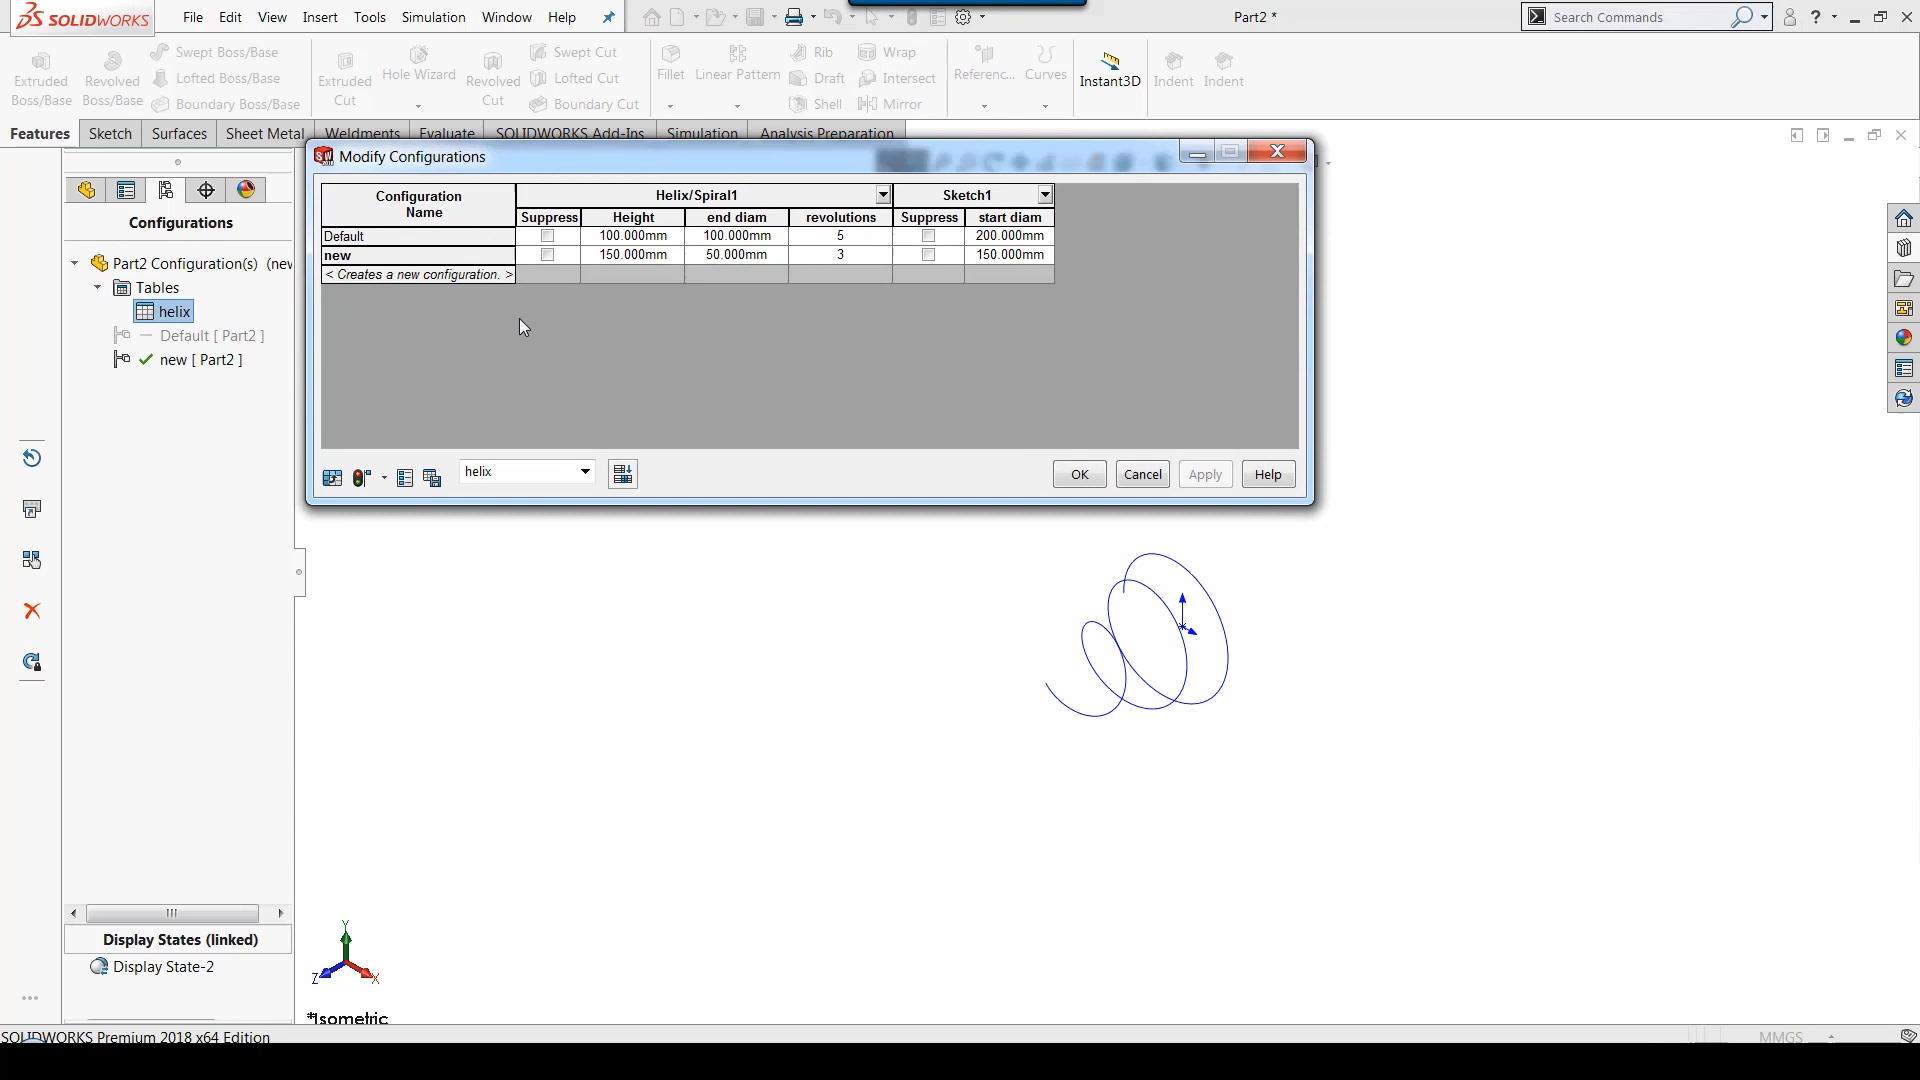 SOLIDWORKS File Edit View Insert Tools Simulation Window Help Part2 * Search Commands ?
Extruded Boss/Base
Revolved Boss/Base
Swept Boss/Base
Lofted Boss/Base
Boundary Boss/Base
Extruded Cut
Hole Wizard
Revolved Cut
Swept Cut
Lofted Cut
Boundary Cut
Fillet
Linear Pattern
Rib
Draft
Shell
Wrap
Intersect
Mirror
Referenc...
Curves
Instant3D
Indent
Indent
Features Sketch Surfaces Sheet Metal Weldments Evaluate SOLIDWORKS Add-Ins Simulation Analysis Preparation
Configurations
Part2 Configuration(s) (new
Tables
helix
Default [ Part2 ]
new [ Part2 ]
Modify Configurations
Configuration Name Helix/Spiral1 Sketch1
Suppress Height end diam revolutions Suppress start diam
Default 100.000mm 100.000mm 5 200.000mm
new 150.000mm 50.000mm 3 150.000mm
< Creates a new configuration. >
helix OK Cancel Apply Help
Display States (linked)
Display State-2
Y
Z
X
*Isometric
SOLIDWORKS Premium 2018 x64 Edition MMGS